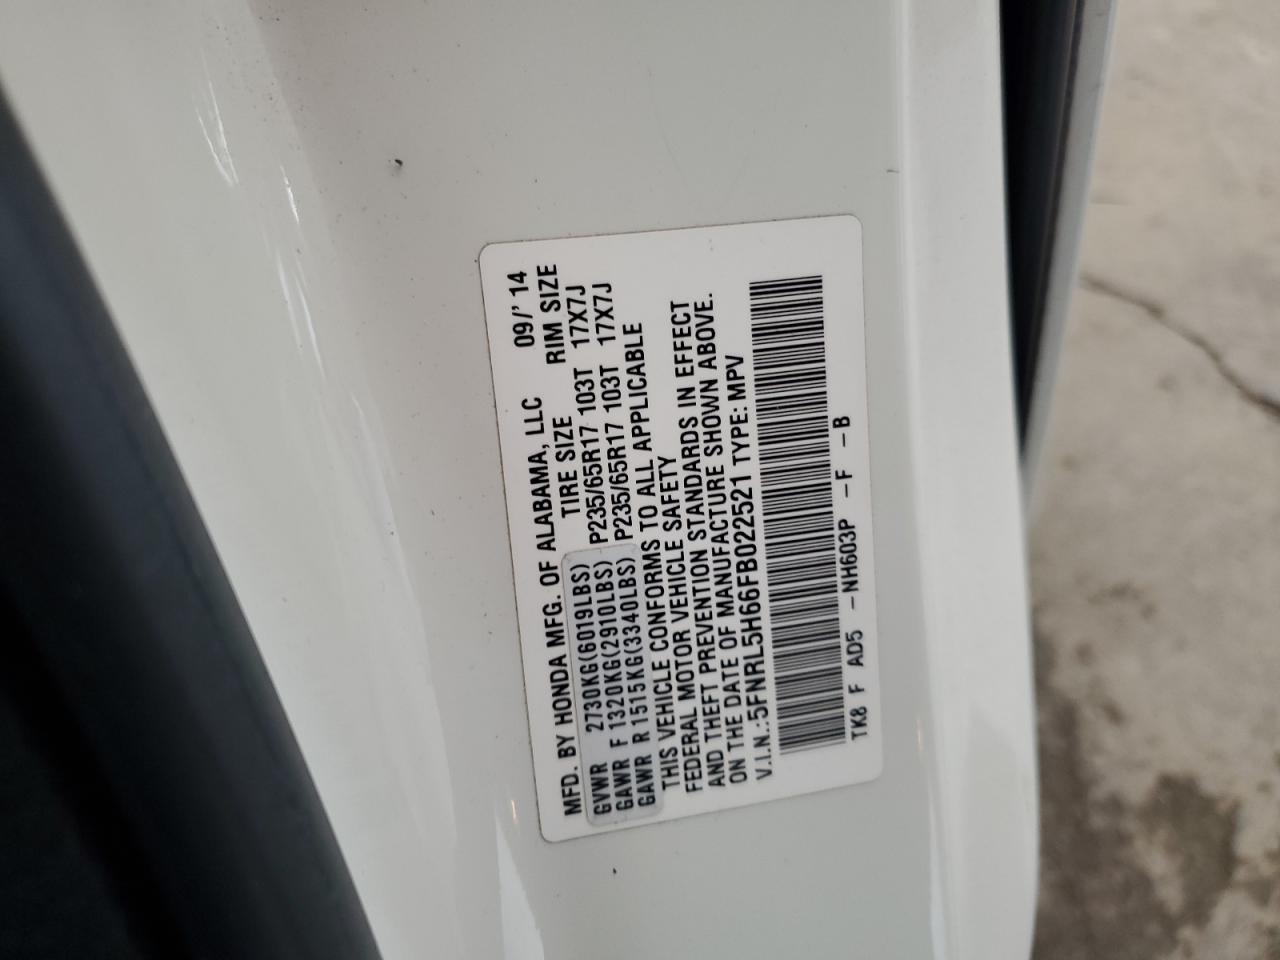 MFD. BY HONDA MFG. OF ALABAMA, LLC 09/'14
TIRE SIZE RIM SIZE
GVWR 2730KG(6019LBS)
GAWR F 1320KG(2910LBS) P235/65R17 103T 17X7J
GAWR R 1515KG(3340LBS) P235/65R17 103T 17X7J
THIS VEHICLE CONFORMS TO ALL APPLICABLE
FEDERAL MOTOR VEHICLE SAFETY
AND THEFT PREVENTION STANDARDS IN EFFECT
ON THE DATE OF MANUFACTURE SHOWN ABOVE.
V.I.N.:5FNRL5H66FB022521 TYPE: MPV
TK8 F AD5 -NH603P -F -B